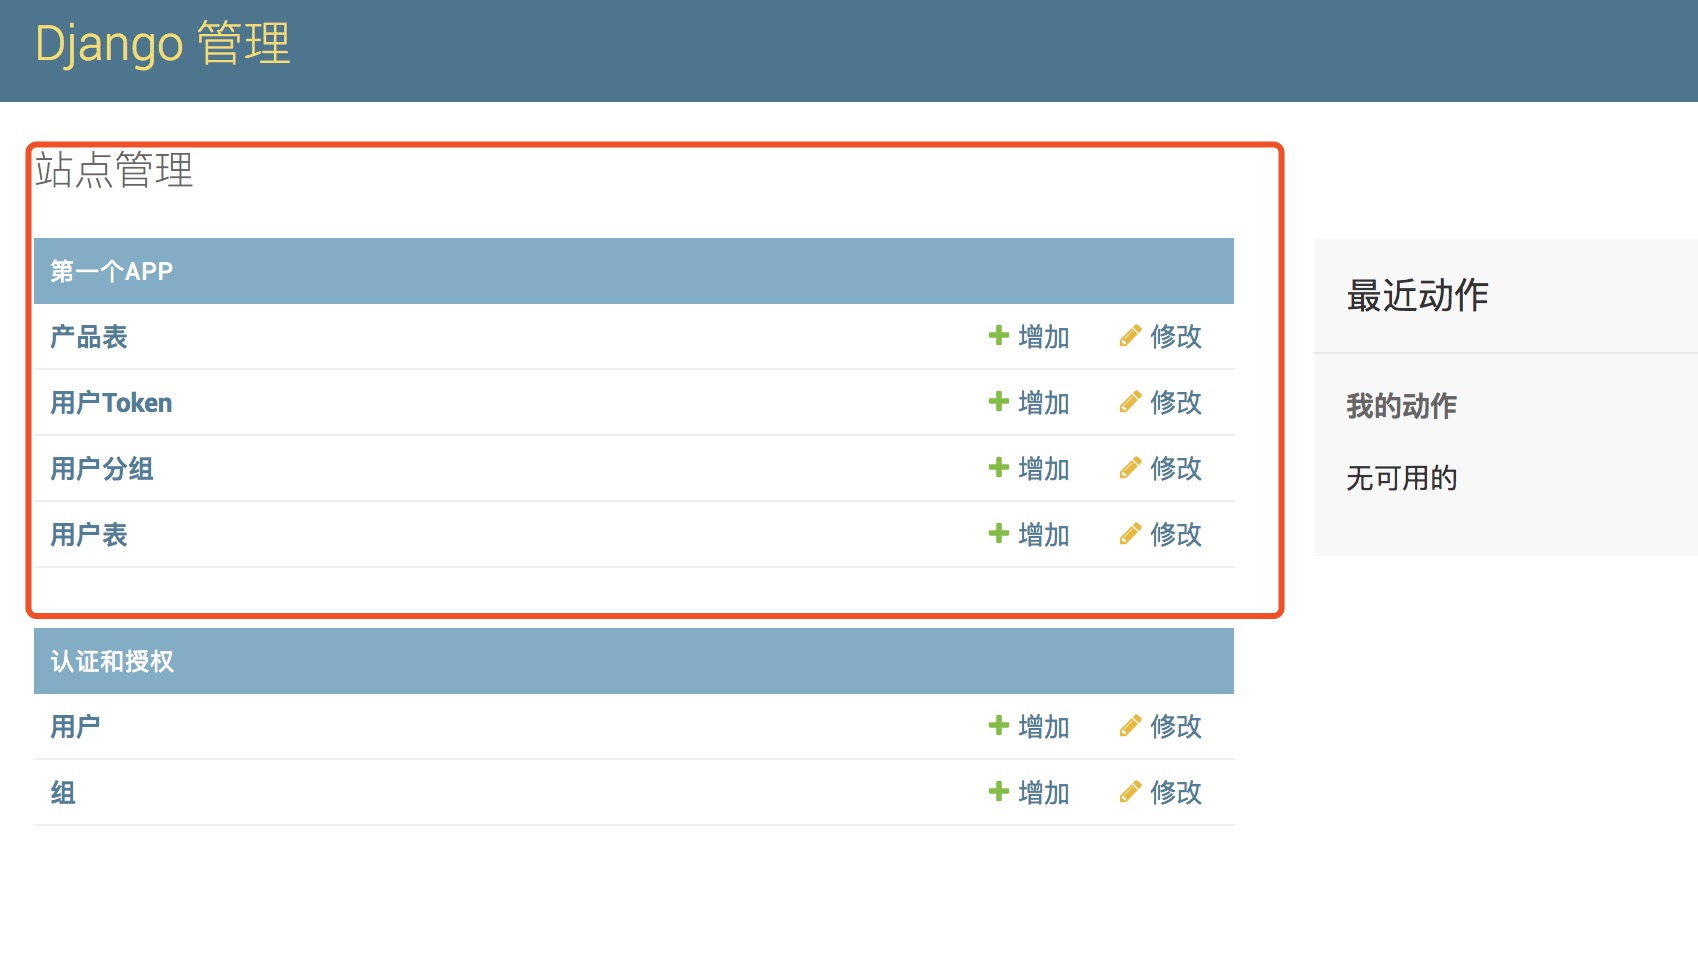 Django 管理
站点管理
第一个APP
产品表 增加 修改
用户Token 增加 修改
用户分组 增加 修改
用户表 增加 修改
认证和授权
用户 增加 修改
组 增加 修改
最近动作
我的动作
无可用的